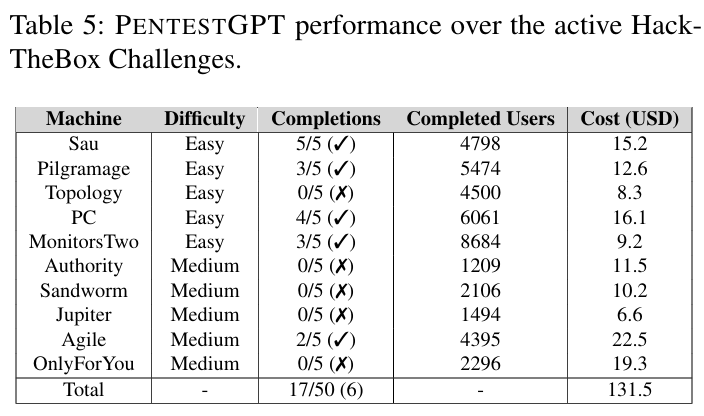 Table 5: PENTESTGPT performance over the active Hack-
TheBox Challenges.
Machine Difficulty Completions Completed Users Cost (USD)
Sau Easy 5/5 (✓) 4798 15.2
Pilgramage Easy 3/5 (✓) 5474 12.6
Topology Easy 0/5 (✗) 4500 8.3
PC Easy 4/5 (✓) 6061 16.1
MonitorsTwo Easy 3/5 (✓) 8684 9.2
Authority Medium 0/5 (✗) 1209 11.5
Sandworm Medium 0/5 (✗) 2106 10.2
Jupiter Medium 0/5 (✗) 1494 6.6
Agile Medium 2/5 (✓) 4395 22.5
OnlyForYou Medium 0/5 (✗) 2296 19.3
Total - 17/50 (6) - 131.5